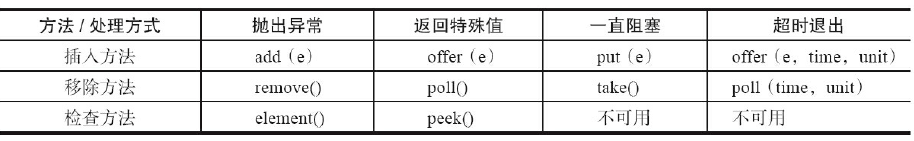 方法 / 处理方式 抛出异常 返回特殊值 一直阻塞 超时退出
插入方法 add（e） offer（e） put（e） offer（e, time, unit）
移除方法 remove() poll() take() poll（time, unit）
检查方法 element() peek() 不可用 不可用